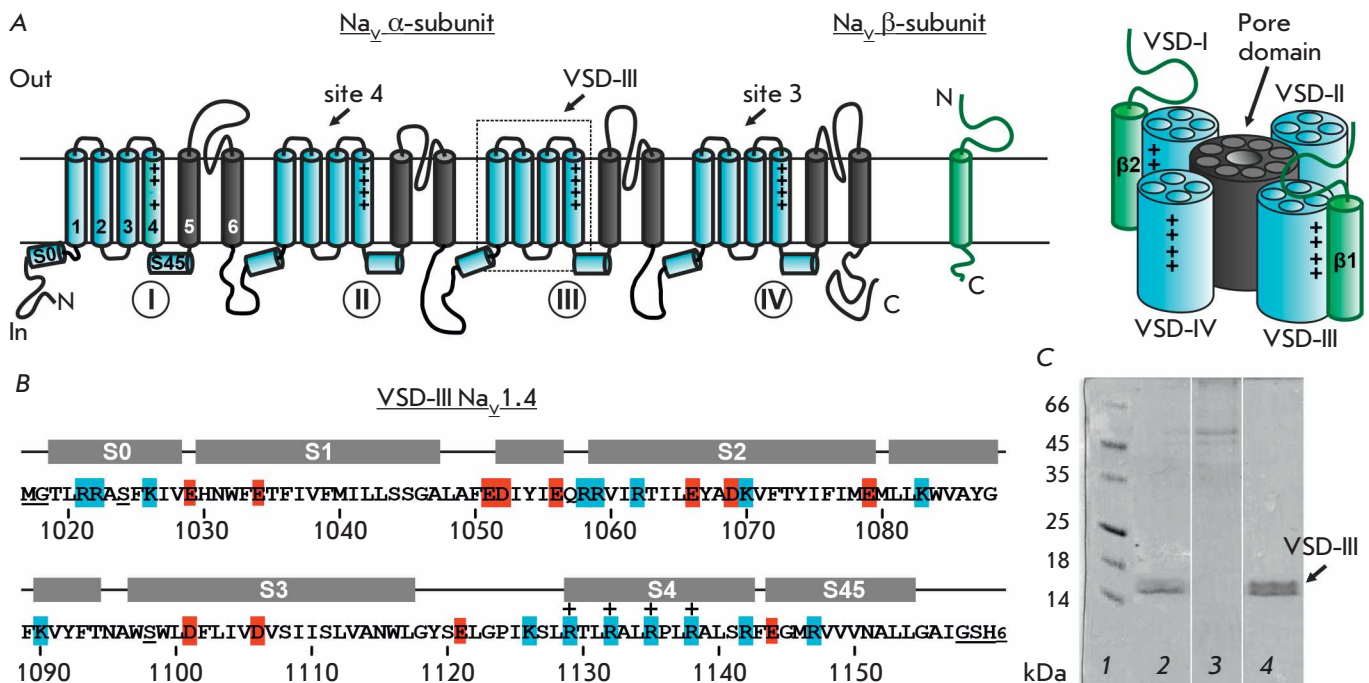 A
Naᵥ α-subunit
Naᵥ β-subunit
Out
site 4
VSD-III
site 3
N
1 2 3 4 5 6
+ + + +
+ + + +
+ + + +
+ + + +
S0
S45
N
In
I
II
III
IV
C
C
Pore
domain
VSD-I
VSD-II
β2
+ +
+ + + +
+ + + +
β1
VSD-IV
VSD-III
B
VSD-III Naᵥ1.4
S0 S1 S2
MGTLRRASFKIVEHNWFETFIVFMILLSSGALAFEDIYIEQRRVIRTILEYADKVFTYIFIMEMLLKWVAYG
1020 1030 1040 1050 1060 1070 1080
S3 S4 S45
+ + + +
FKVYFTNAWSWLDFLIVDVSIISLVANWLGYSELGPIKSLRTLRALRPLRALSRFEGMRVVVNALLGAIGSH6
1090 1100 1110 1120 1130 1140 1150
C
66
45
35
25
18
14
VSD-III
kDa 1 2 3 4